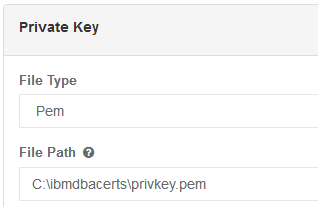 Private Key
File Type
Pem
File Path ?
C:\ibmdbacerts\privkey.pem